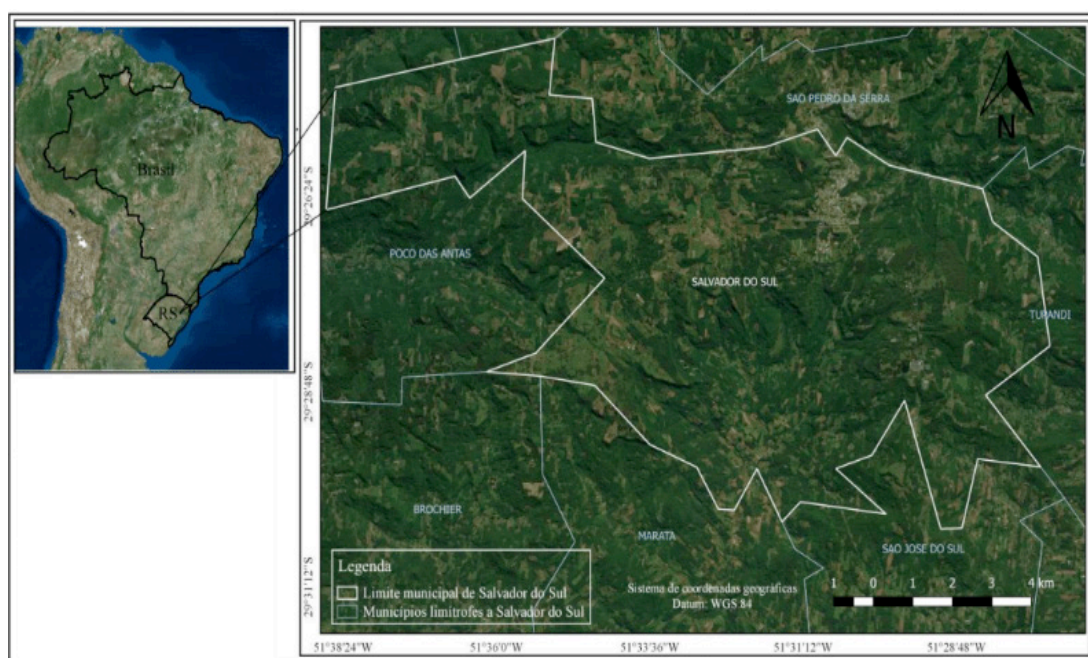 Brasil
RS
SAO PEDRO DA SERRA
N
POCO DAS ANTAS
SALVADOR DO SUL
TUPANDI
BROCHIER
MARATA
SAO JOSE DO SUL
29°26'24"S
29°28'48"S
29°31'12"S
Legenda
Limite municipal de Salvador do Sul
Municípios limítrofes a Salvador do Sul
Sistema de coordenadas geográficas
Datum: WGS 84
1 0 1 2 3 4 km
51°38'24"W 51°36'0"W 51°33'36"W 51°31'12"W 51°28'48"W